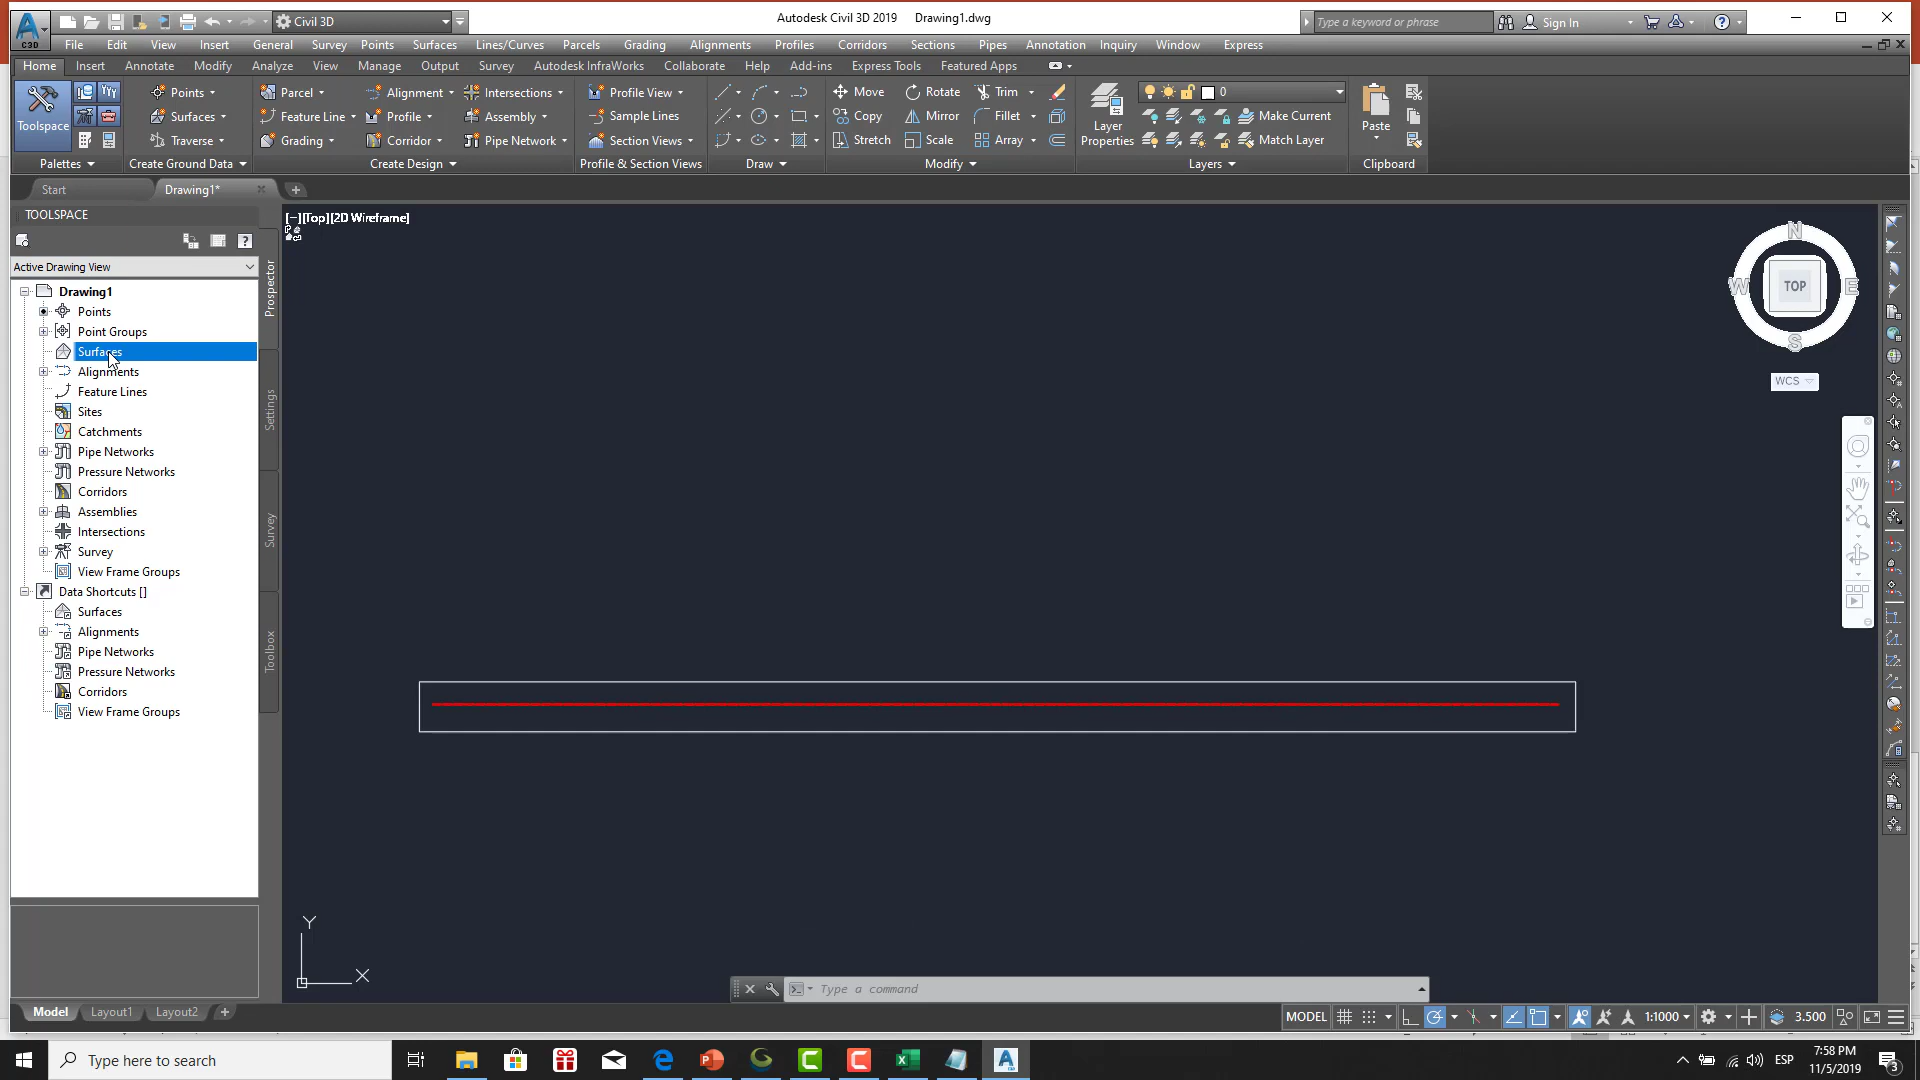 C3D
Civil 3D
Autodesk Civil 3D 2019 Drawing1.dwg
Type a keyword or phrase
Sign In
File Edit View Insert General Survey Points Surfaces Lines/Curves Parcels Grading Alignments Profiles Corridors Sections Pipes Annotation Inquiry Window Express
Home Insert Annotate Modify Analyze View Manage Output Survey Autodesk InfraWorks Collaborate Help Add-ins Express Tools Featured Apps
Points Parcel Alignment Intersections Profile View Move Rotate Trim 0
Toolspace Surfaces Feature Line Profile Assembly Sample Lines Copy Mirror Fillet Layer Properties Make Current Paste
Traverse Grading Corridor Pipe Network Section Views Stretch Scale Array Match Layer
Palettes Create Ground Data Create Design Profile & Section Views Draw Modify Layers Clipboard
Start Drawing1*
TOOLSPACE
Active Drawing View
Drawing1
Points
Point Groups
Surfaces
Alignments
Feature Lines
Sites
Catchments
Pipe Networks
Pressure Networks
Corridors
Assemblies
Intersections
Survey
View Frame Groups
Data Shortcuts []
Surfaces
Alignments
Pipe Networks
Pressure Networks
Corridors
View Frame Groups
Prospector
Settings
Survey
Toolbox
[−][Top][2D Wireframe]
N
W TOP E
S
WCS
Y
X
Type a command
Model Layout1 Layout2
MODEL 1:1000 3.500
Type here to search
ESP
7:58 PM
11/5/2019
3